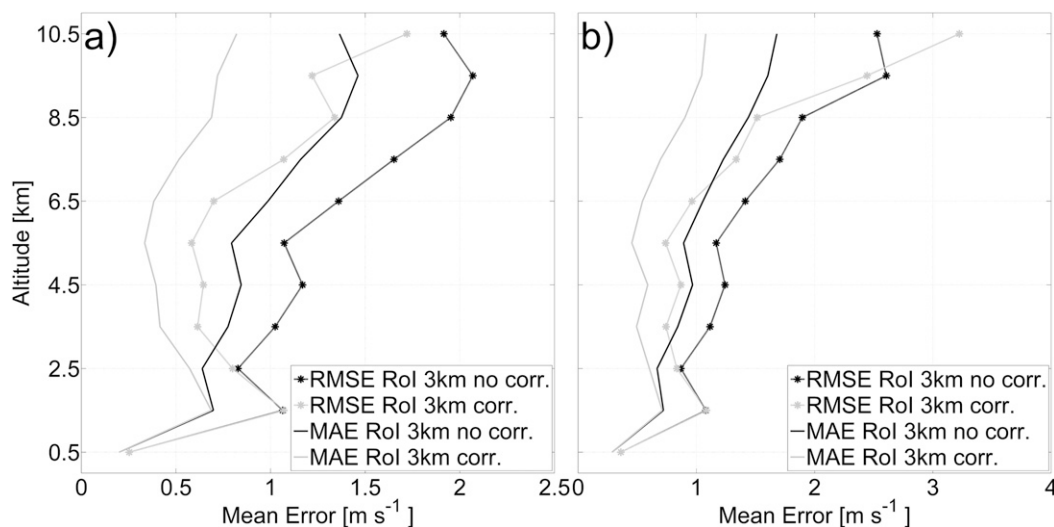 a)
10.5
8.5
6.5
4.5
2.5
0.5
Altitude [km]
RMSE RoI 3km no corr.
RMSE RoI 3km corr.
MAE RoI 3km no corr.
MAE RoI 3km corr.
0 0.5 1 1.5 2 2.5
Mean Error [m s⁻¹]
b)
RMSE RoI 3km no corr.
RMSE RoI 3km corr.
MAE RoI 3km no corr.
MAE RoI 3km corr.
0 1 2 3 4
Mean Error [m s⁻¹]